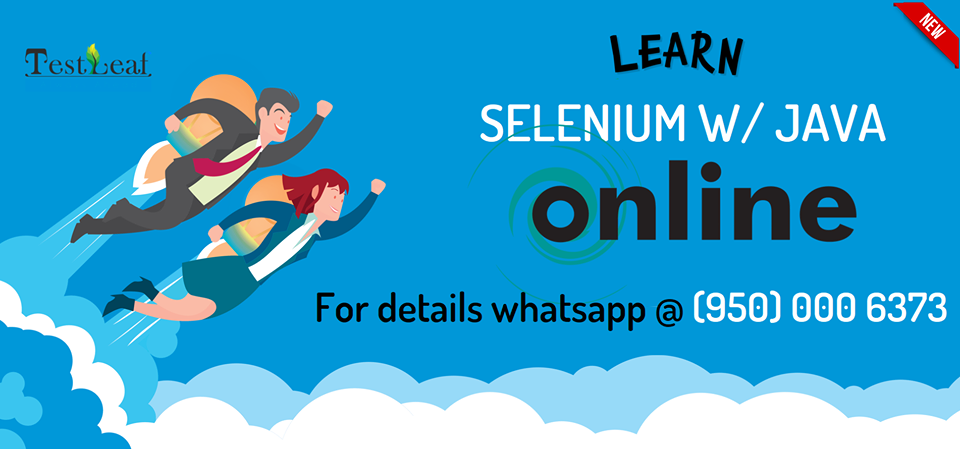 TestLeaf
NEW
LEARN
SELENIUM W/ JAVA
online
For details whatsapp @ (950) 000 6373